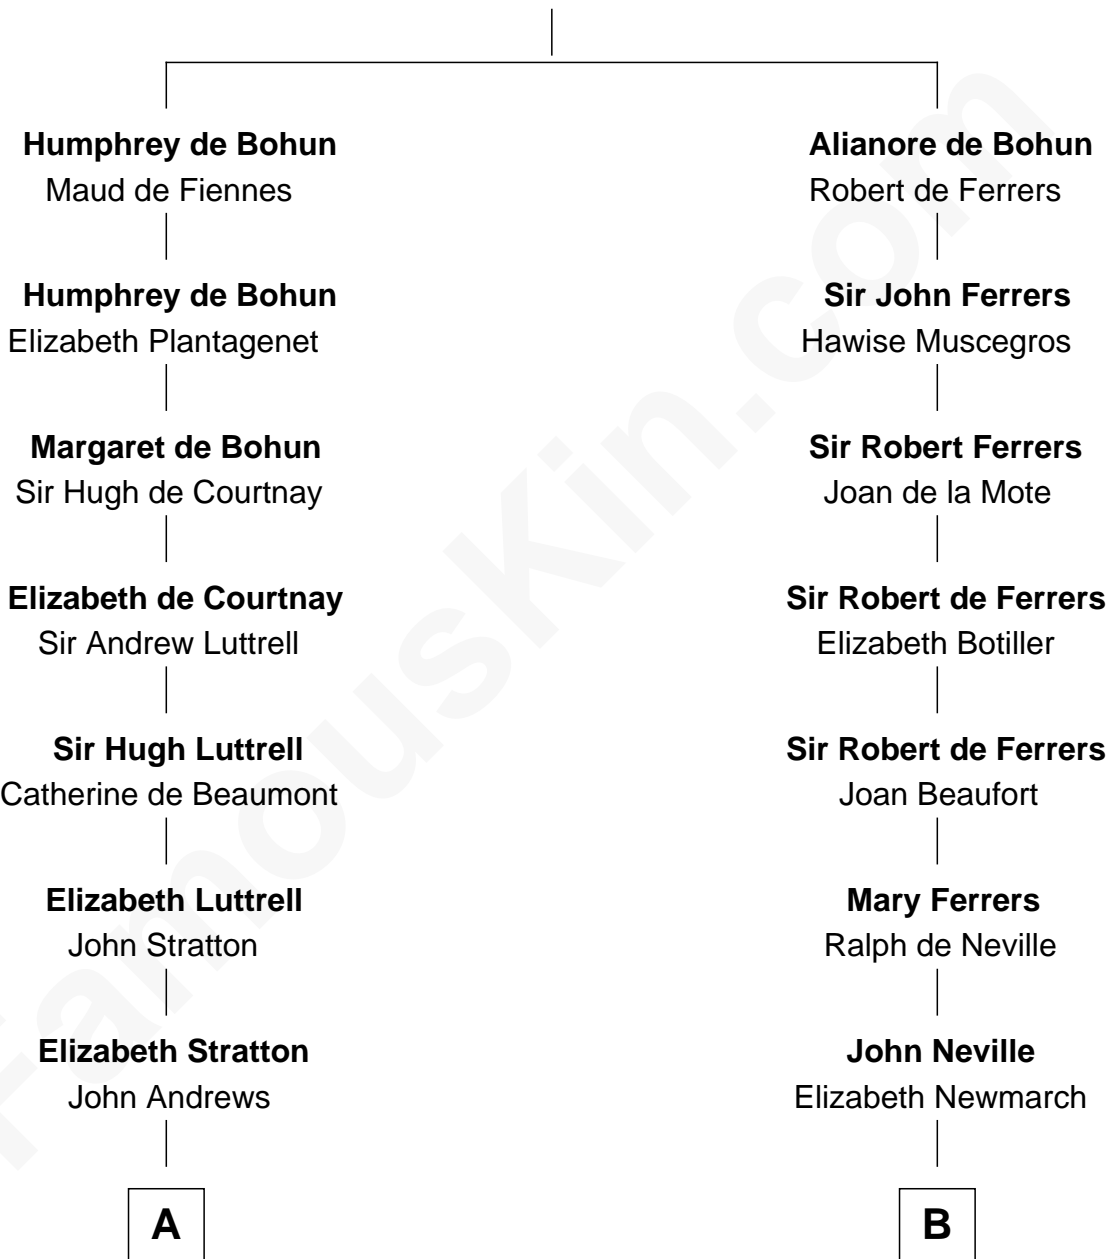 Humphrey de Bohun
Maud de Fiennes
Humphrey de Bohun
Elizabeth Plantagenet
Margaret de Bohun
Sir Hugh de Courtnay
Elizabeth de Courtnay
Sir Andrew Luttrell
Sir Hugh Luttrell
Catherine de Beaumont
Elizabeth Luttrell
John Stratton
Elizabeth Stratton
John Andrews
A
Alianore de Bohun
Robert de Ferrers
Sir John Ferrers
Hawise Muscegros
Sir Robert Ferrers
Joan de la Mote
Sir Robert de Ferrers
Elizabeth Botiller
Sir Robert de Ferrers
Joan Beaufort
Mary Ferrers
Ralph de Neville
John Neville
Elizabeth Newmarch
B
FamousKin.com